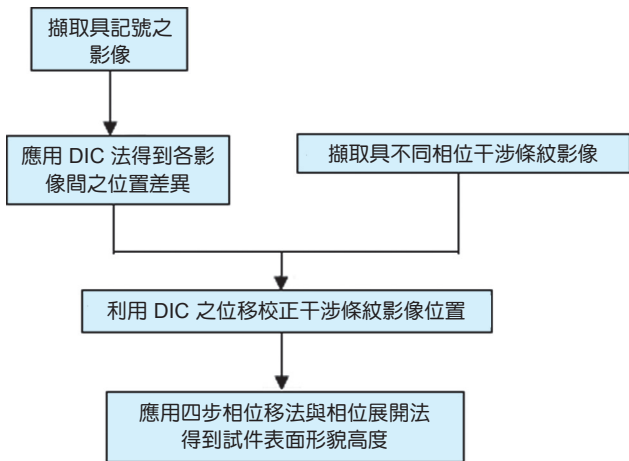 擷取具記號之
影像
應用 DIC 法得到各影
像間之位置差異
擷取具不同相位干涉條紋影像
利用 DIC 之位移校正干涉條紋影像位置
應用四步相位移法與相位展開法
得到試件表面形貌高度